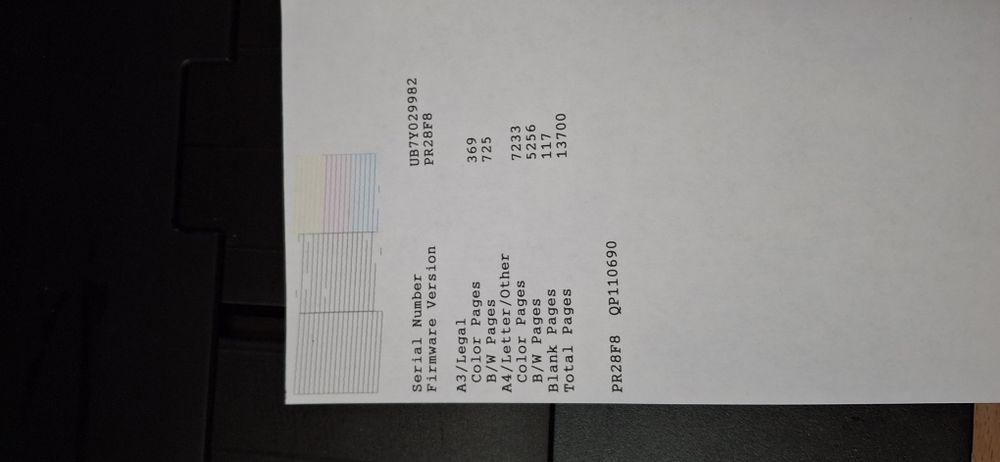 Serial Number UB7Y029982
Firmware Version PR28F8
A3/Legal
Color Pages 369
B/W Pages 725
A4/Letter/Other
Color Pages 7233
B/W Pages 5256
Blank Pages 117
Total Pages 13700
PR28F8 QP110690